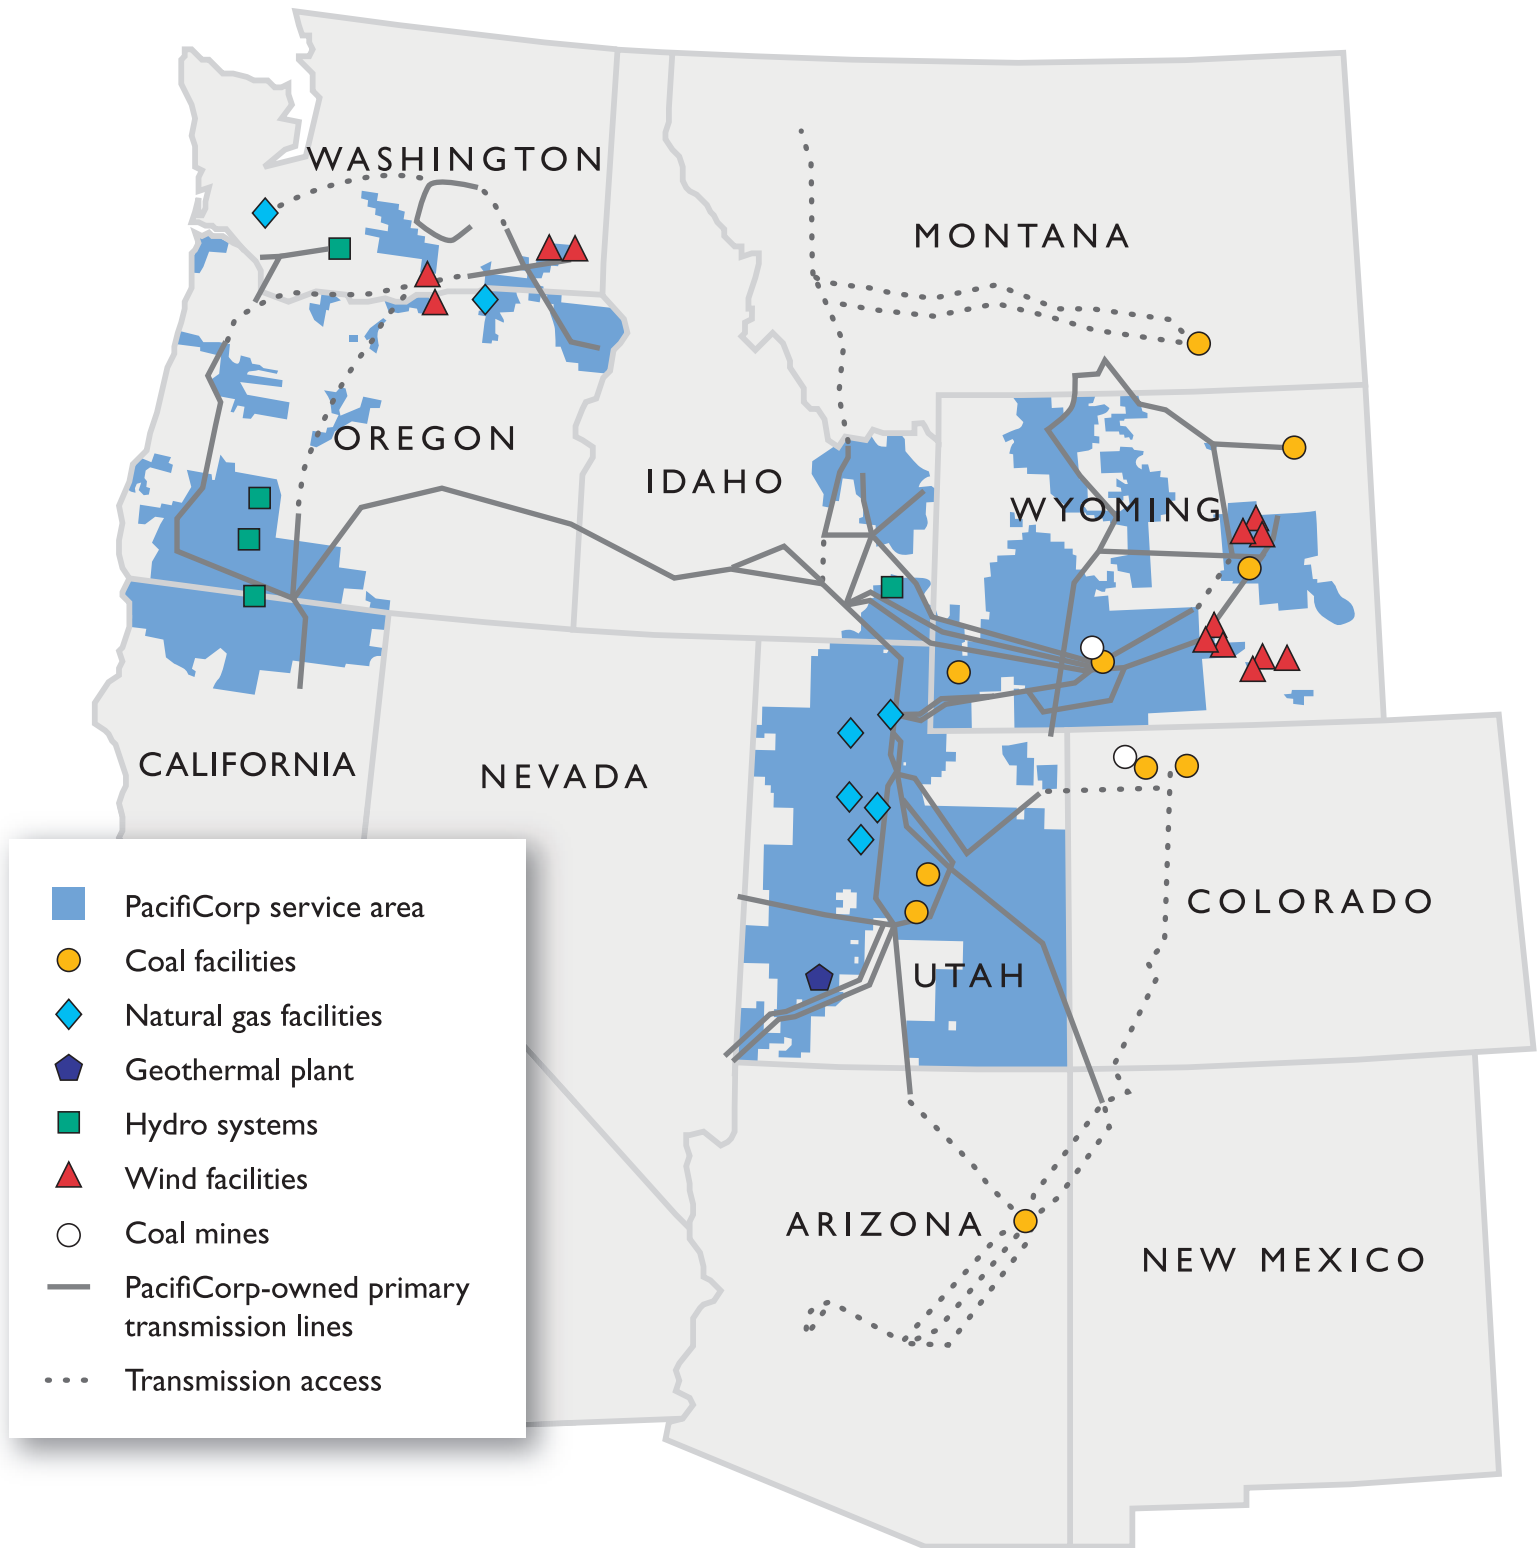 WASHINGTON
MONTANA
OREGON
IDAHO
WYOMING
CALIFORNIA
NEVADA
COLORADO
UTAH
ARIZONA
NEW MEXICO
PacifiCorp service area
Coal facilities
Natural gas facilities
Geothermal plant
Hydro systems
Wind facilities
Coal mines
PacifiCorp-owned primary
transmission lines
Transmission access